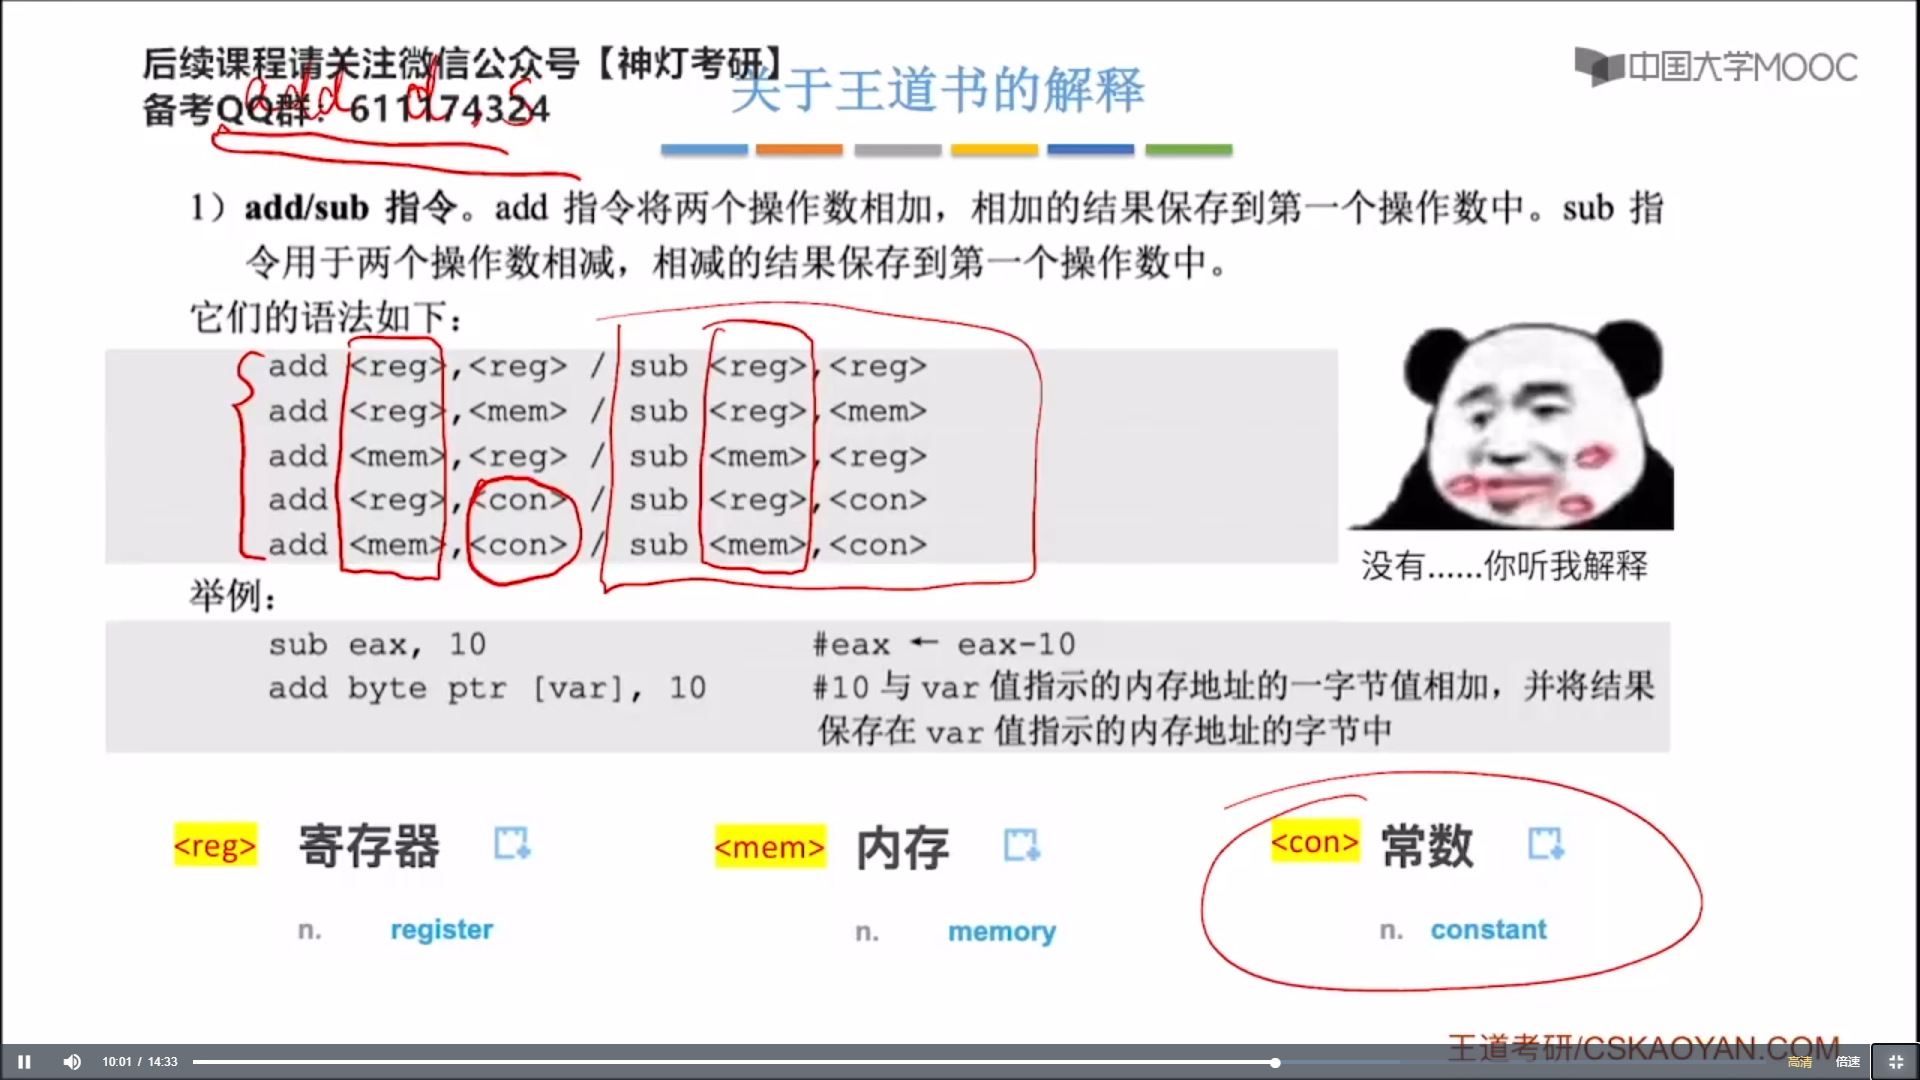 后续课程请关注微信公众号【神灯考研】
备考QQ群：611174324
add d,s
关于王道书的解释
中国大学MOOC
1）add/sub 指令。add 指令将两个操作数相加，相加的结果保存到第一个操作数中。sub 指
令用于两个操作数相减，相减的结果保存到第一个操作数中。
它们的语法如下：
add <reg>,<reg> / sub <reg>,<reg>
add <reg>,<mem> / sub <reg>,<mem>
add <mem>,<reg> / sub <mem>,<reg>
add <reg>,<con> / sub <reg>,<con>
add <mem>,<con> / sub <mem>,<con>
没有......你听我解释
举例：
sub eax, 10 #eax ← eax-10
add byte ptr [var], 10 #10 与 var 值指示的内存地址的一字节值相加，并将结果
保存在 var 值指示的内存地址的字节中
<reg> 寄存器
n. register
<mem> 内存
n. memory
<con> 常数
n. constant
王道考研/CSKAOYAN.COM
10:01 / 14:33
高清 倍速